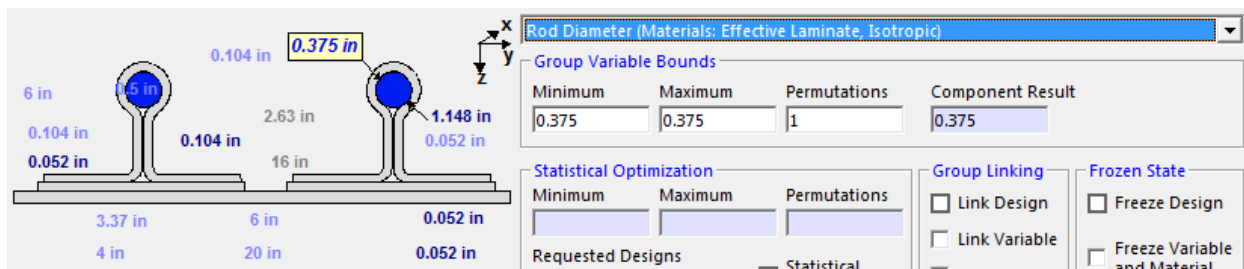 0.104 in
0.375 in
x
y
z
0.5 in
6 in
2.63 in
1.148 in
0.104 in
0.104 in
0.052 in
0.052 in
16 in
3.37 in
6 in
0.052 in
4 in
20 in
0.052 in
Rod Diameter (Materials: Effective Laminate, Isotropic)
Group Variable Bounds
Minimum Maximum Permutations Component Result
0.375 0.375 1 0.375
Statistical Optimization
Minimum Maximum Permutations
Requested Designs
Statistical
Group Linking
Link Design
Link Variable
Frozen State
Freeze Design
Freeze Variable
and Material